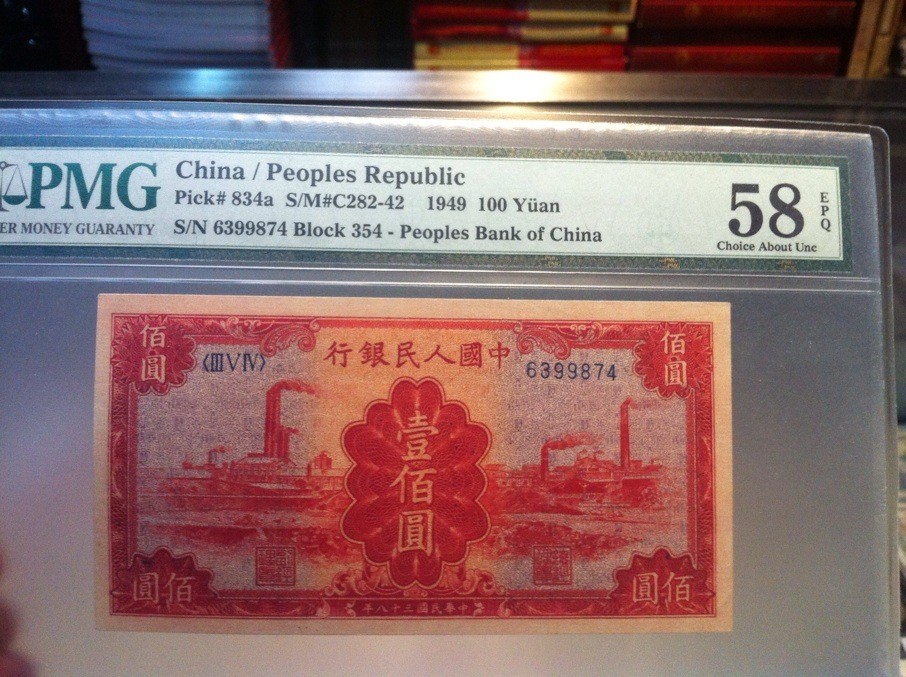 PMG
China / Peoples Republic
Pick# 834a S/M#C282-42 1949 100 Yüan
ER MONEY GUARANTY
S/N 6399874 Block 354 - Peoples Bank of China
58
EPQ
Choice About Unc
佰圓
〈ⅢⅤⅣ〉
行銀民人國中
6399874
佰圓
壹佰圓
圓佰
圓佰
年八十三國民華中